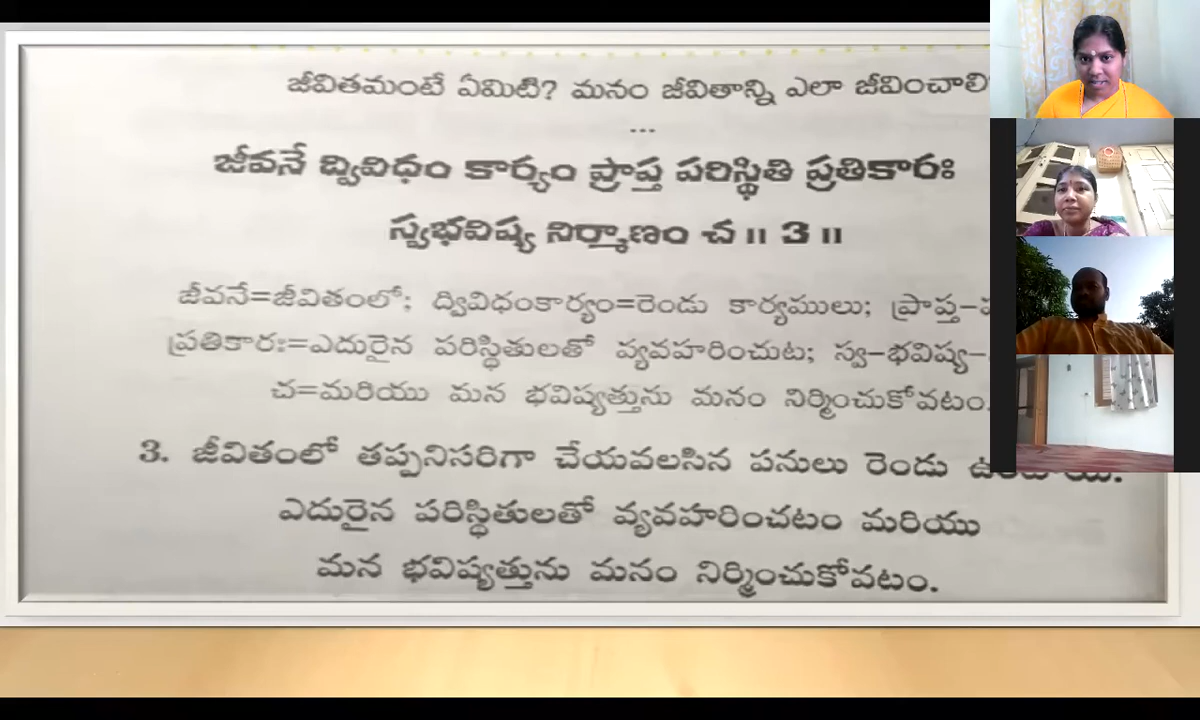 జీవితమంటే ఏమిటి? మనం జీవితాన్ని ఎలా జీవించాలి
...
జీవనే ద్వివిధం కార్యం ప్రాప్త పరిస్థితి ప్రతికారః
స్వభవిష్య నిర్మాణం చ ॥ 3 ॥
జీవనే=జీవితంలో; ద్వివిధంకార్యం=రెండు కార్యములు; ప్రాప్త-
ప్రతికారః=ఎదురైన పరిస్థితులతో వ్యవహరించుట; స్వ-భవిష్య-
చ=మరియు మన భవిష్యత్తును మనం నిర్మించుకోవటం.
3. జీవితంలో తప్పనిసరిగా చేయవలసిన పనులు రెండు
ఎదురైన పరిస్థితులతో వ్యవహరించటం మరియు
మన భవిష్యత్తును మనం నిర్మించుకోవటం.